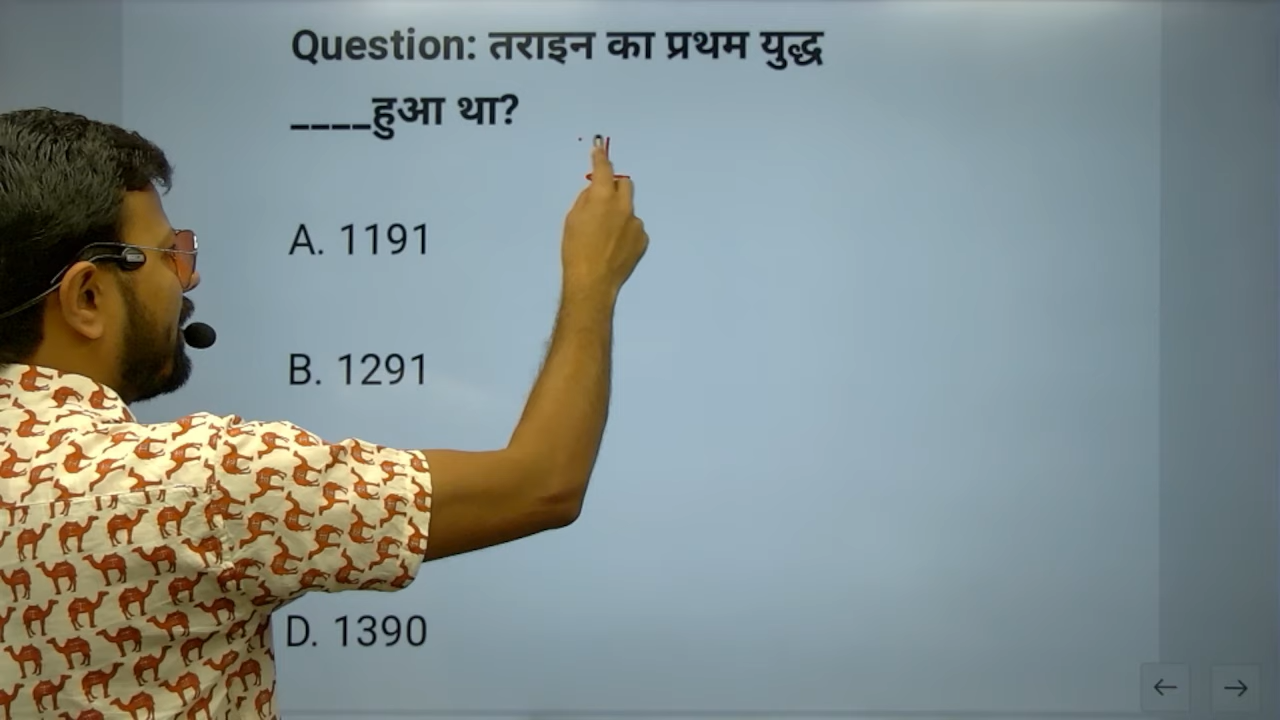 Question: तराइन का प्रथम युद्ध
____हुआ था?
A. 1191
B. 1291
D. 1390